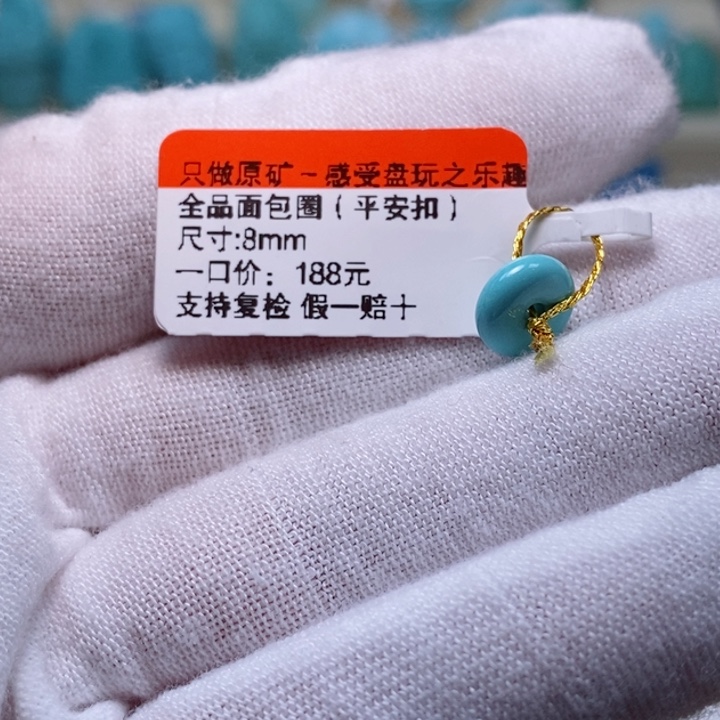 只做原矿~感受盘玩之乐趣
全品面包圈（平安扣）
尺寸:8mm
一口价：188元
支持复检 假一赔十